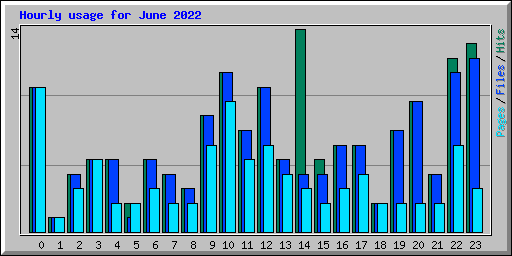 Hourly usage for June 2022
14
Pages / Files / Hits
0 1 2 3 4 5 6 7 8 9 10 11 12 13 14 15 16 17 18 19 20 21 22 23